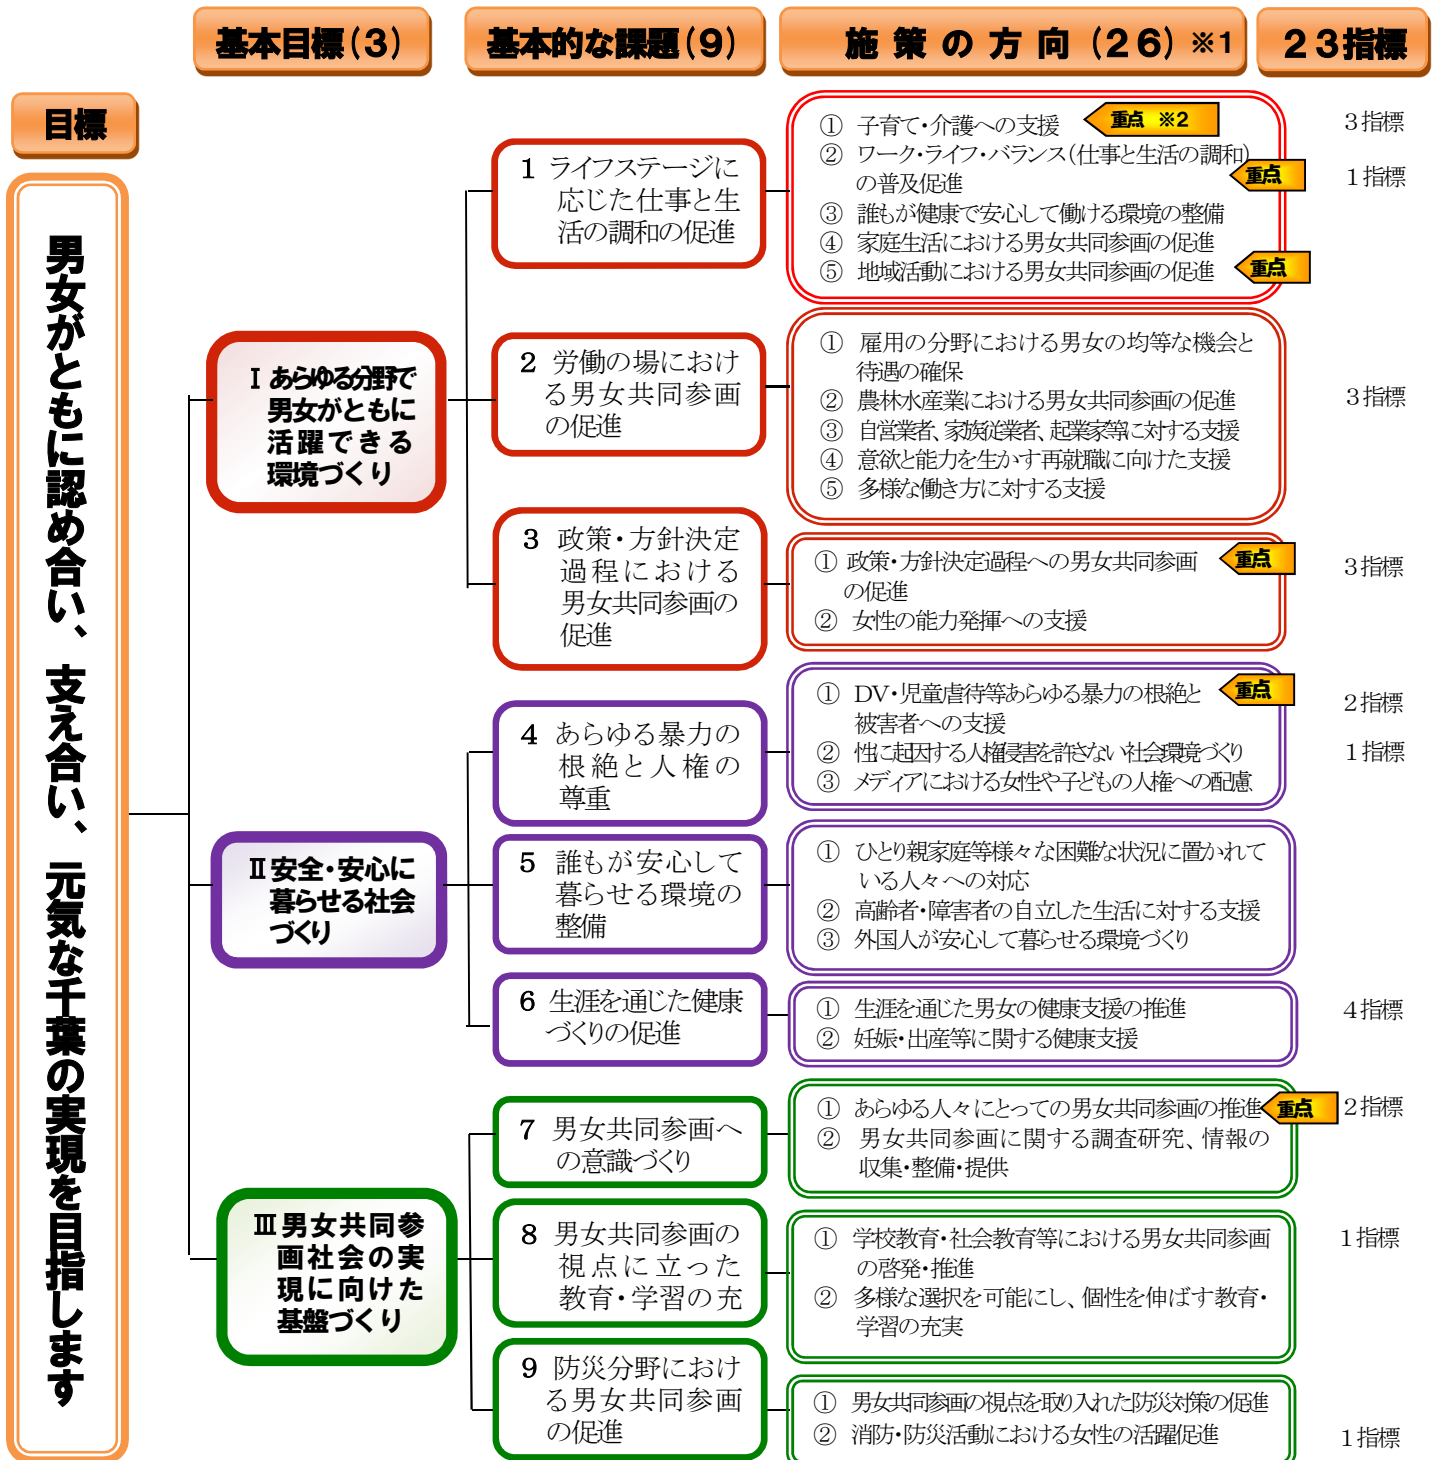 基本目標(3)
基本的な課題(9)
施策の方向(26)※1
23指標
目標
男女がともに認め合い、支え合い、元気な千葉の実現を目指します
Ⅰ あらゆる分野で
男女がともに
活躍できる
環境づくり
1 ライフステージに
応じた仕事と生
活の調和の促進
① 子育て・介護への支援
重点 ※2
3指標
② ワーク・ライフ・バランス(仕事と生活の調和)
の普及促進
重点
1指標
③ 誰もが健康で安心して働ける環境の整備
④ 家庭生活における男女共同参画の促進
⑤ 地域活動における男女共同参画の促進
重点
2 労働の場におけ
る男女共同参画
の促進
① 雇用の分野における男女の均等な機会と
待遇の確保
② 農林水産業における男女共同参画の促進
3指標
③ 自営業者、家族従業者、起業家等に対する支援
④ 意欲と能力を生かす再就職に向けた支援
⑤ 多様な働き方に対する支援
3 政策・方針決定
過程における
男女共同参画の
促進
① 政策・方針決定過程への男女共同参画
の促進
重点
3指標
② 女性の能力発揮への支援
Ⅱ 安全・安心に
暮らせる社会
づくり
4 あらゆる暴力の
根絶と人権の
尊重
① DV・児童虐待等あらゆる暴力の根絶と
被害者への支援
重点
2指標
② 性に起因する人権侵害を許さない社会環境づくり
1指標
③ メディアにおける女性や子どもの人権への配慮
5 誰もが安心して
暮らせる環境の
整備
① ひとり親家庭等様々な困難な状況に置かれて
いる人々への対応
② 高齢者・障害者の自立した生活に対する支援
③ 外国人が安心して暮らせる環境づくり
6 生涯を通じた健康
づくりの促進
① 生涯を通じた男女の健康支援の推進
4指標
② 妊娠・出産等に関する健康支援
Ⅲ 男女共同参
画社会の実
現に向けた
基盤づくり
7 男女共同参画へ
の意識づくり
① あらゆる人々にとっての男女共同参画の推進
重点
2指標
② 男女共同参画に関する調査研究、情報の
収集・整備・提供
8 男女共同参画の
視点に立った
教育・学習の充
① 学校教育・社会教育等における男女共同参画
の啓発・推進
1指標
② 多様な選択を可能にし、個性を伸ばす教育・
学習の充実
9 防災分野におけ
る男女共同参画
の促進
① 男女共同参画の視点を取り入れた防災対策の促進
② 消防・防災活動における女性の活躍促進
1指標